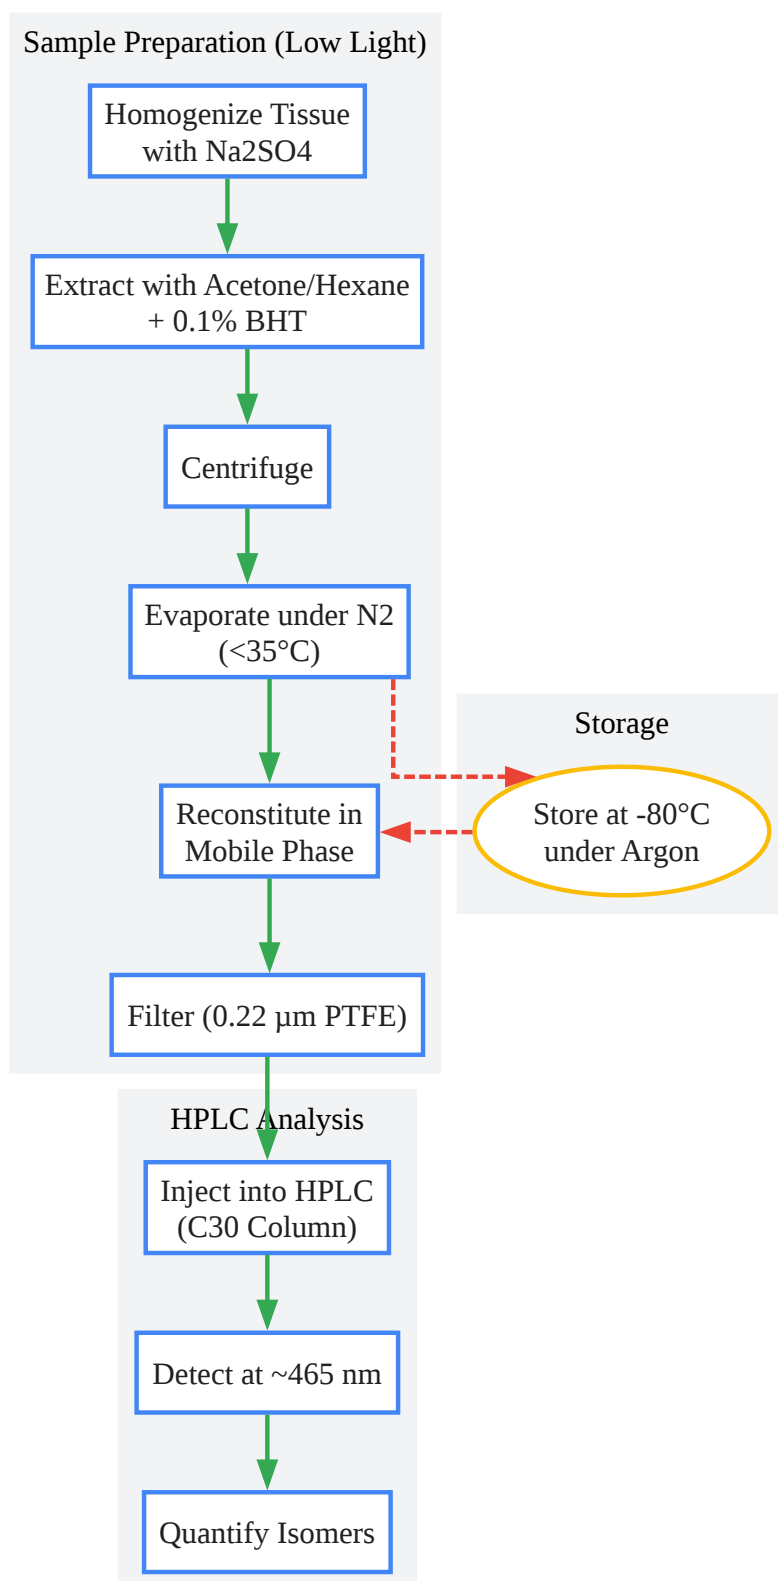 Sample Preparation (Low Light)
Homogenize Tissue
with Na2SO4
Extract with Acetone/Hexane
+ 0.1% BHT
Centrifuge
Evaporate under N2
(<35°C)
Storage
Store at -80°C
under Argon
Reconstitute in
Mobile Phase
Filter (0.22 µm PTFE)
HPLC Analysis
Inject into HPLC
(C30 Column)
Detect at ~465 nm
Quantify Isomers